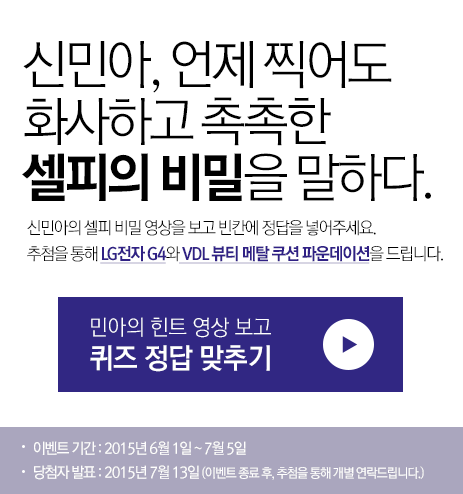 신민아, 언제 찍어도
화사하고 촉촉한
셀피의 비밀을 말하다.
신민아의 셀피 비밀 영상을 보고 빈칸에 정답을 넣어주세요.
추첨을 통해 LG전자 G4와 VDL 뷰티 메탈 쿠션 파운데이션을 드립니다.
민아의 힌트 영상 보고
퀴즈 정답 맞추기
· 이벤트 기간 : 2015년 6월 1일 ~ 7월 5일
· 당첨자 발표 : 2015년 7월 13일 (이벤트 종료 후, 추첨을 통해 개별 연락드립니다.)